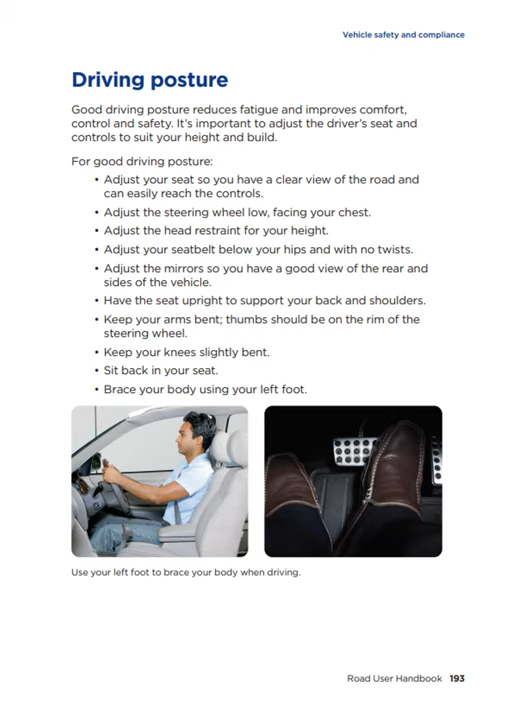 Vehicle safety and compliance
Driving posture
Good driving posture reduces fatigue and improves comfort,
control and safety. It's important to adjust the driver's seat and
controls to suit your height and build.
For good driving posture:
• Adjust your seat so you have a clear view of the road and
can easily reach the controls.
• Adjust the steering wheel low, facing your chest.
• Adjust the head restraint for your height.
• Adjust your seatbelt below your hips and with no twists.
• Adjust the mirrors so you have a good view of the rear and
sides of the vehicle.
• Have the seat upright to support your back and shoulders.
• Keep your arms bent; thumbs should be on the rim of the
steering wheel.
• Keep your knees slightly bent.
• Sit back in your seat.
• Brace your body using your left foot.
Use your left foot to brace your body when driving.
Road User Handbook 193